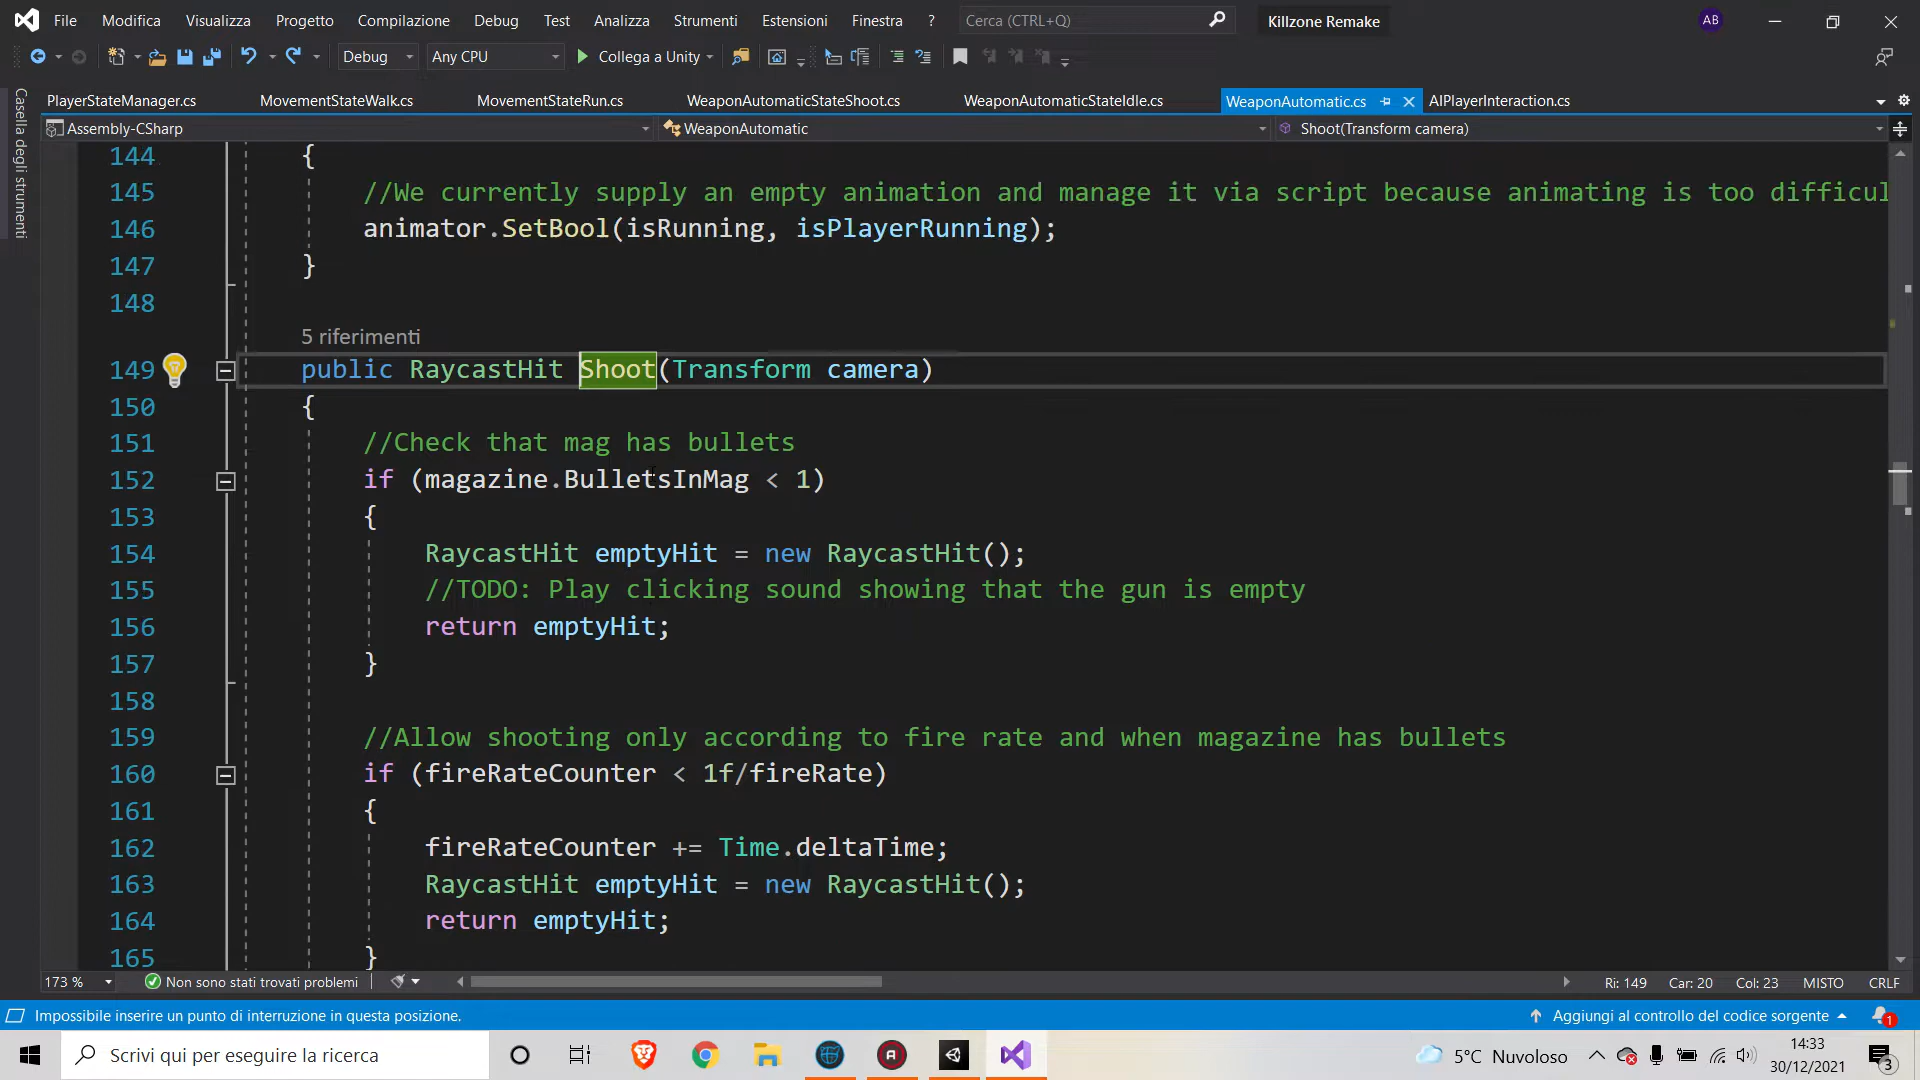 File Modifica Visualizza Progetto Compilazione Debug Test Analizza Strumenti Estensioni Finestra ? Cerca (CTRL+Q) Killzone Remake AB
Debug Any CPU Collega a Unity
PlayerStateManager.cs MovementStateWalk.cs MovementStateRun.cs WeaponAutomaticStateShoot.cs WeaponAutomaticStateIdle.cs WeaponAutomatic.cs AIPlayerInteraction.cs
Casella degli strumenti
Assembly-CSharp WeaponAutomatic Shoot(Transform camera)
144 {
145 //We currently supply an empty animation and manage it via script because animating is too difficul
146 animator.SetBool(isRunning, isPlayerRunning);
147 }
148
5 riferimenti
149 public RaycastHit Shoot(Transform camera)
150 {
151 //Check that mag has bullets
152 if (magazine.BulletsInMag < 1)
153 {
154 RaycastHit emptyHit = new RaycastHit();
155 //TODO: Play clicking sound showing that the gun is empty
156 return emptyHit;
157 }
158
159 //Allow shooting only according to fire rate and when magazine has bullets
160 if (fireRateCounter < 1f/fireRate)
161 {
162 fireRateCounter += Time.deltaTime;
163 RaycastHit emptyHit = new RaycastHit();
164 return emptyHit;
165 }
173 % Non sono stati trovati problemi Ri: 149 Car: 20 Col: 23 MISTO CRLF
Impossibile inserire un punto di interruzione in questa posizione. Aggiungi al controllo del codice sorgente 1
Scrivi qui per eseguire la ricerca 5°C Nuvoloso 14:33
30/12/2021 3